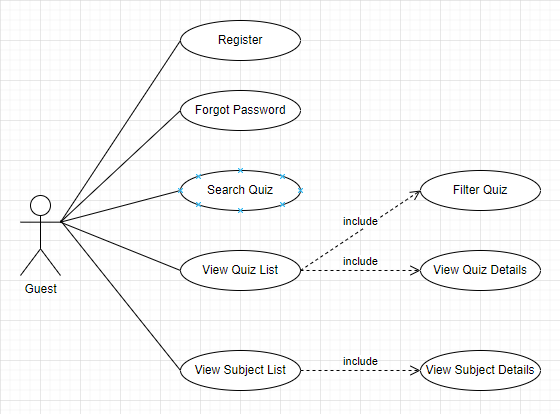 Register
Forgot Password
Search Quiz
Filter Quiz
include
View Quiz List
include
View Quiz Details
Guest
View Subject List
include
View Subject Details